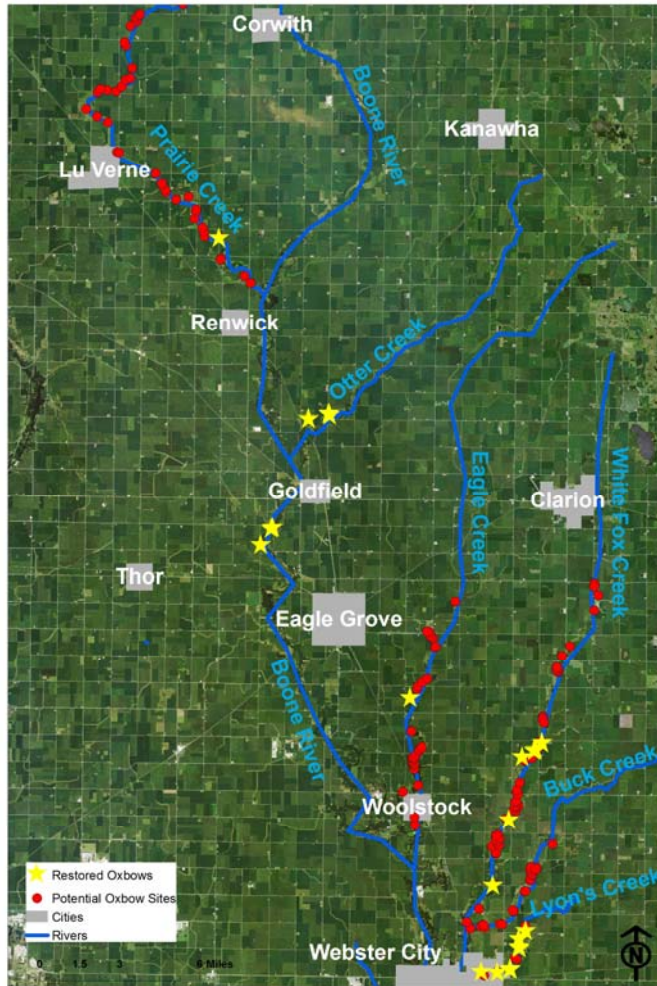 Corwith
Boone River
Kanawha
Lu Verne
Prairie Creek
Renwick
Otter Creek
Goldfield
Eagle Creek
Clarion
White Fox Creek
Thor
Eagle Grove
Boone River
Buck Creek
Woolstock
Lyon's Creek
Webster City
Restored Oxbows
Potential Oxbow Sites
Cities
Rivers
0 1.5 3 6 Miles
N